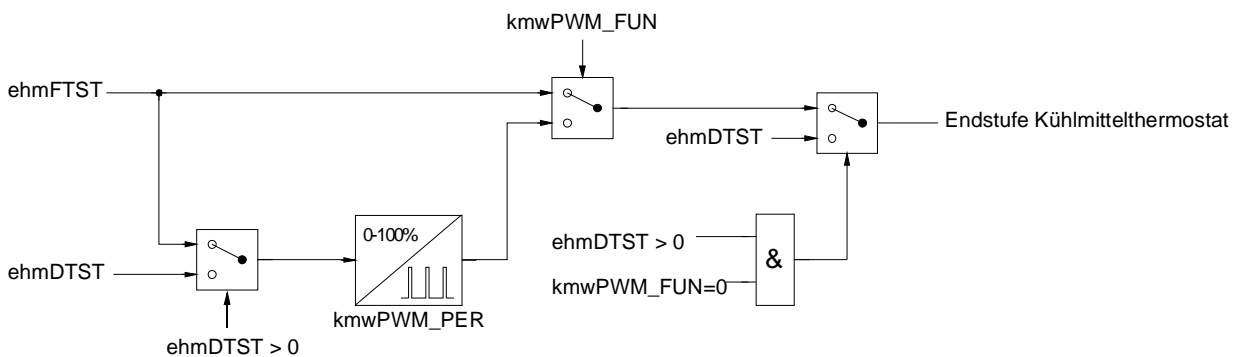 kmwPWM_FUN
ehmFTST
ehmDTST
Endstufe Kühlmittelthermostat
0-100%
ehmDTST > 0
&
ehmDTST
kmwPWM_FUN=0
kmwPWM_PER
ehmDTST > 0